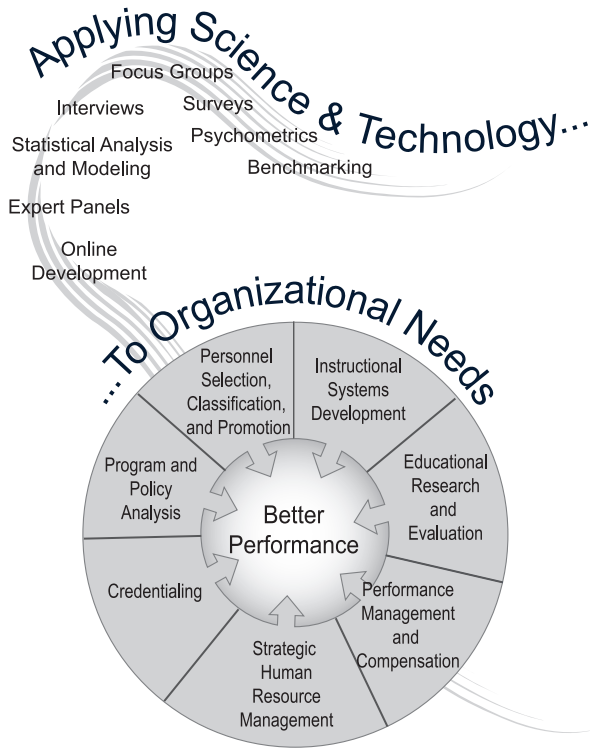 Applying Science & Technology...
Focus Groups
Interviews
Surveys
Psychometrics
Statistical Analysis
and Modeling
Benchmarking
Expert Panels
Online
Development
...To Organizational Needs
Personnel
Selection,
Classification,
and Promotion
Instructional
Systems
Development
Educational
Research
and
Evaluation
Performance
Management
and
Compensation
Strategic
Human
Resource
Management
Credentialing
Program and
Policy
Analysis
Better
Performance